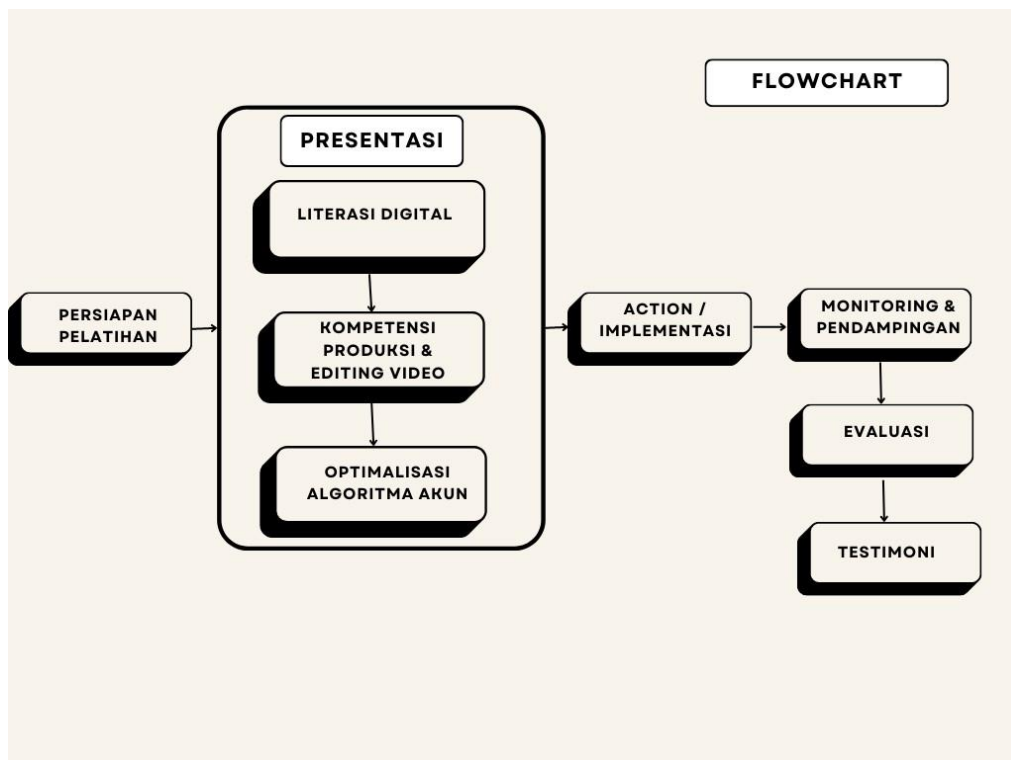 FLOWCHART
PRESENTASI
LITERASI DIGITAL
PERSIAPAN
PELATIHAN
KOMPETENSI
PRODUKSI &
EDITING VIDEO
OPTIMALISASI
ALGORITMA AKUN
ACTION /
IMPLEMENTASI
MONITORING &
PENDAMPINGAN
EVALUASI
TESTIMONI